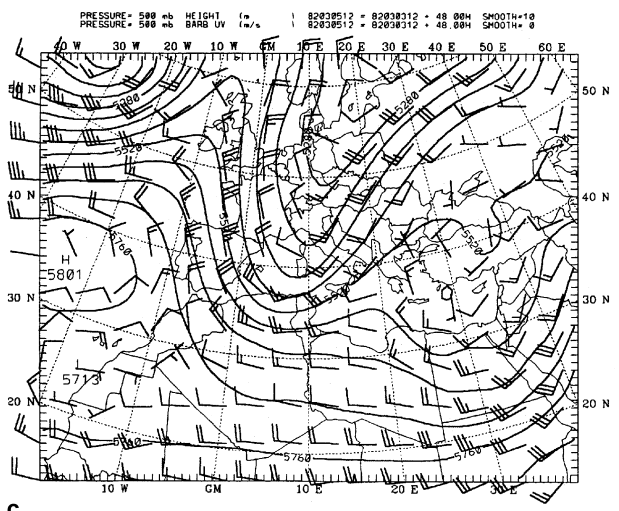 PRESSURE= 500 mb HEIGHT (m ) 82030512 = 82030312 + 48.00H SMOOTH=10
PRESSURE= 500 mb BARB UV (m/s ) 82030512 = 82030312 + 48.00H SMOOTH= 0
40 W 30 W 20 W 10 W GM 10 E 20 E 30 E 40 E 50 E 60 E
50 N 5280 5280 50 N
5520
40 N 40 N
5760 5520
H
5801
30 N 30 N
5713
20 N 20 N
5760 5760
10 W GM 10 E 20 E 30 E
C